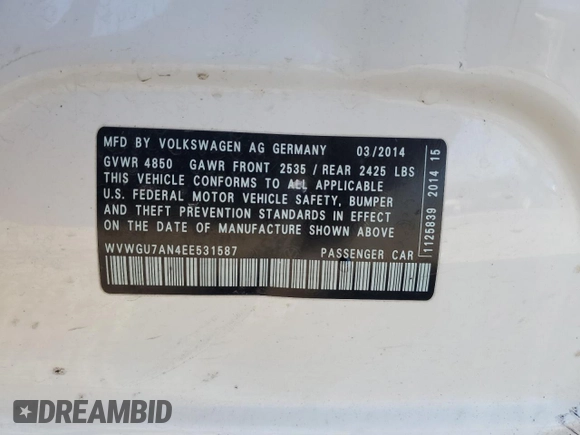 MFD BY VOLKSWAGEN AG GERMANY 03/2014
GVWR 4850 GAWR FRONT 2535 / REAR 2425 LBS
THIS VEHICLE CONFORMS TO ALL APPLICABLE
U.S. FEDERAL MOTOR VEHICLE SAFETY, BUMPER
AND THEFT PREVENTION STANDARDS IN EFFECT
ON THE DATE OF MANUFACTURE SHOWN ABOVE
WVWGU7AN4EE531587 PASSENGER CAR
1125839 2014 15
DREAMBID